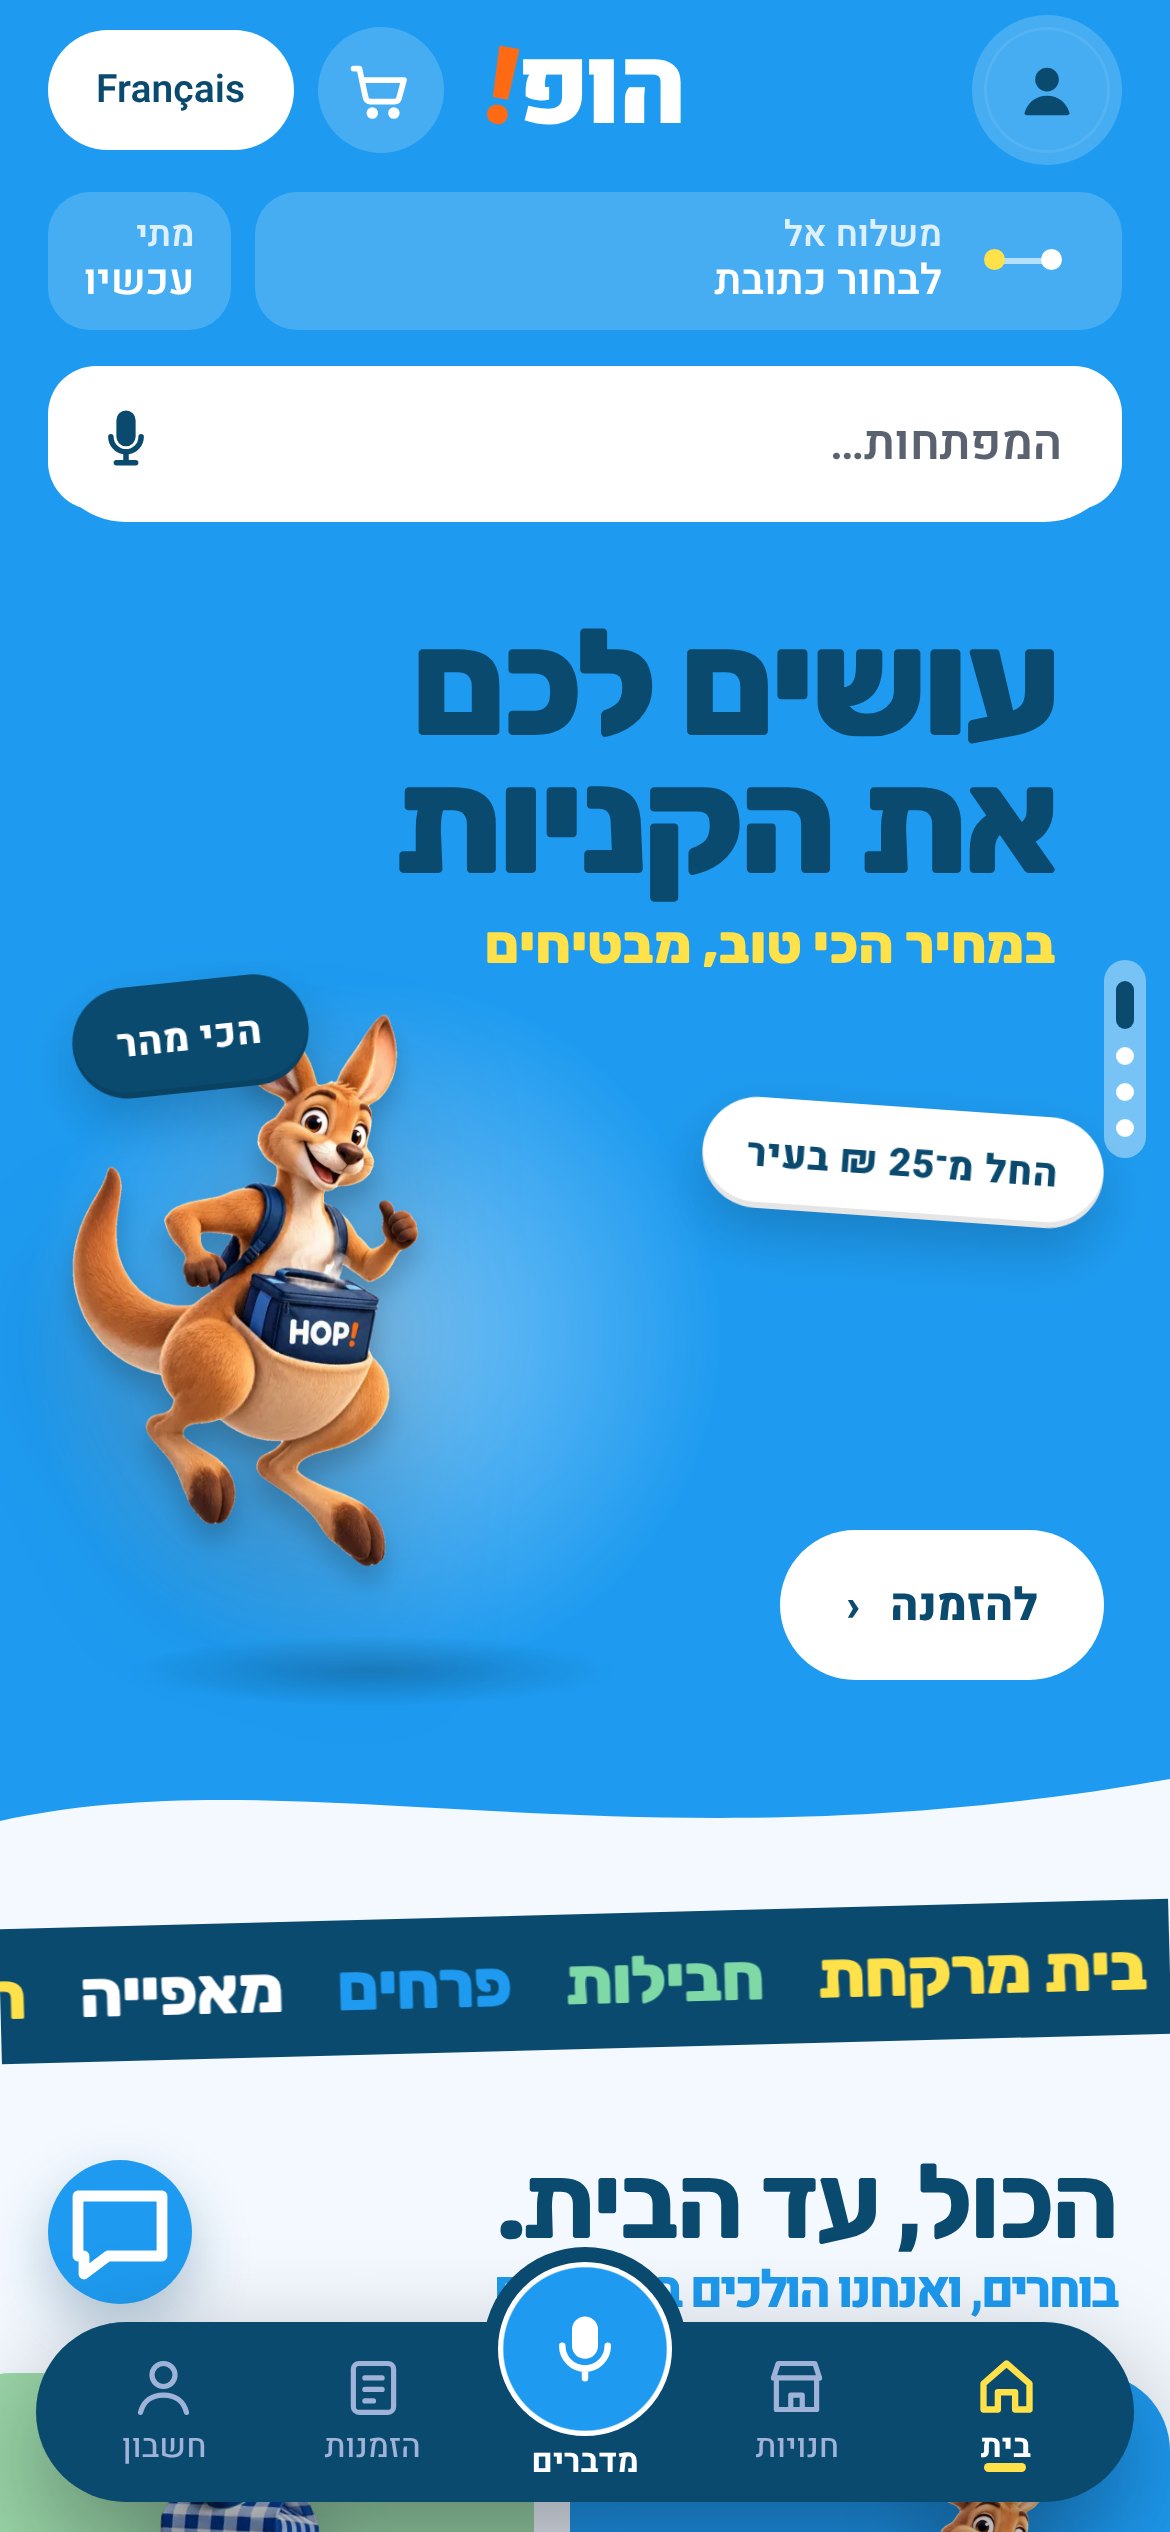 הופ!
Français
משלוח אל
לבחור כתובת
מתי
עכשיו
המפתחות...
עושים לכם
את הקניות
במחיר הכי טוב, מבטיחים
הכי מהר
החל מ־25 ₪ בעיר
HOP!
להזמנה ›
בית מרקחת חבילות פרחים מאפייה
הכול, עד הבית.
בוחרים, ואנחנו הולכים
בית
חנויות
מדברים
הזמנות
חשבון